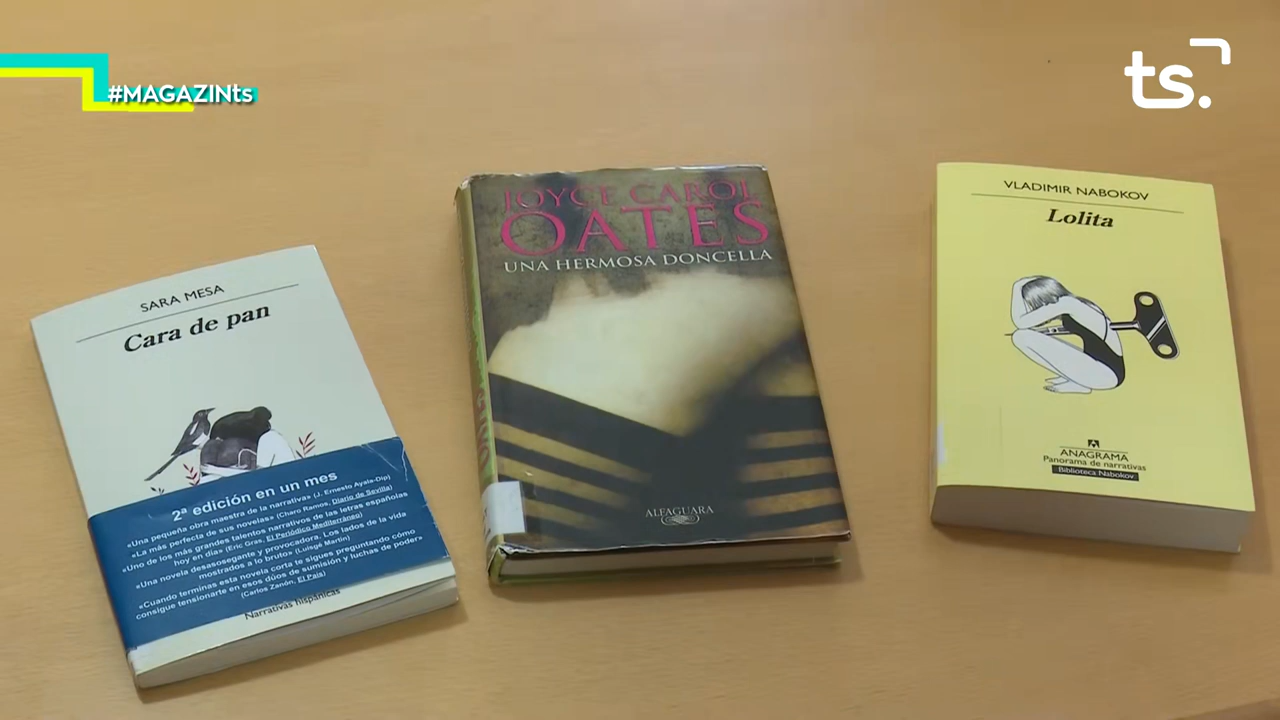 #MAGAZINts
ts.
SARA MESA
Cara de pan
2ª edición en un mes
«Una pequeña obra maestra de la narrativa» (J. Ernesto Ayala-Dip)
«La más perfecta de sus novelas» (Charo Ramos, Diario de Sevilla)
«Uno de los más grandes talentos narrativos de las letras españolas
hoy en día» (Eric Gras, El Periódico Mediterráneo)
«Una novela desasosegante y provocadora. Los lados de la vida
mostrados a lo bruto» (Luisgé Martín)
«Cuando terminas esta novela corta te sigues preguntando cómo
consigue tensionarte en esos dúos de sumisión y luchas de poder»
(Carlos Zanón, El País)
Narrativas hispánicas
JOYCE CAROL
OATES
UNA HERMOSA DONCELLA
ALFAGUARA
VLADIMIR NABOKOV
Lolita
ANAGRAMA
Panorama de narrativas
Biblioteca Nabokov